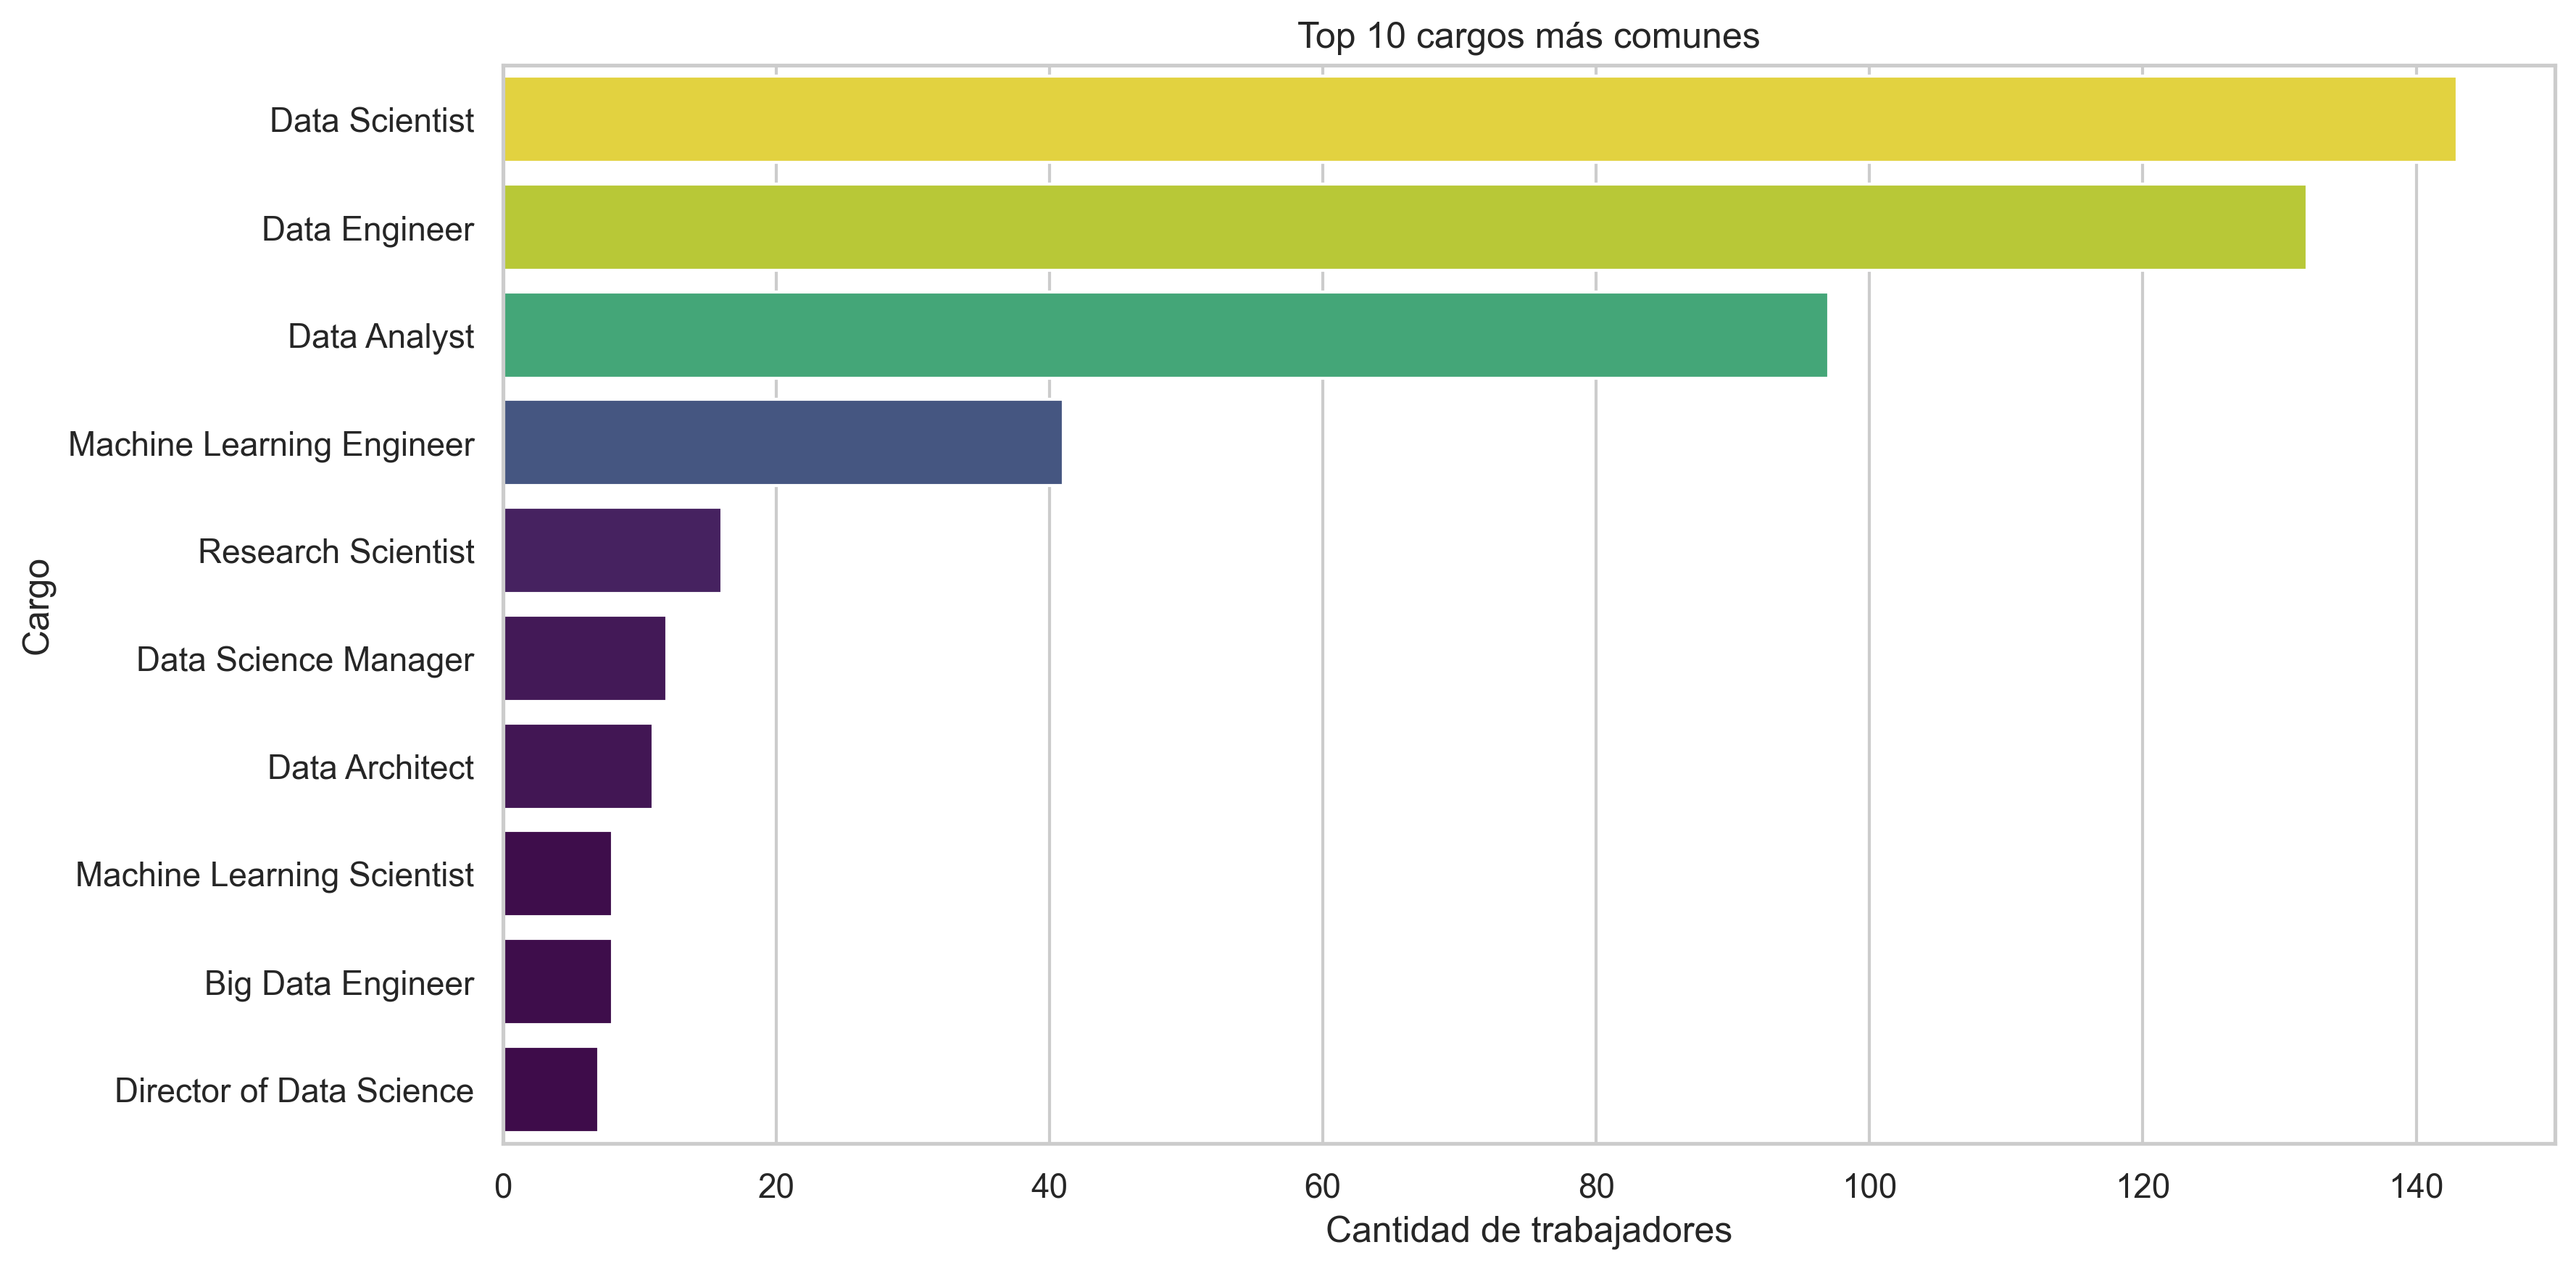 Top 10 cargos más comunes
Data Scientist
Data Engineer
Data Analyst
Machine Learning Engineer
Research Scientist
Data Science Manager
Data Architect
Machine Learning Scientist
Big Data Engineer
Director of Data Science
Cargo
0 20 40 60 80 100 120 140
Cantidad de trabajadores